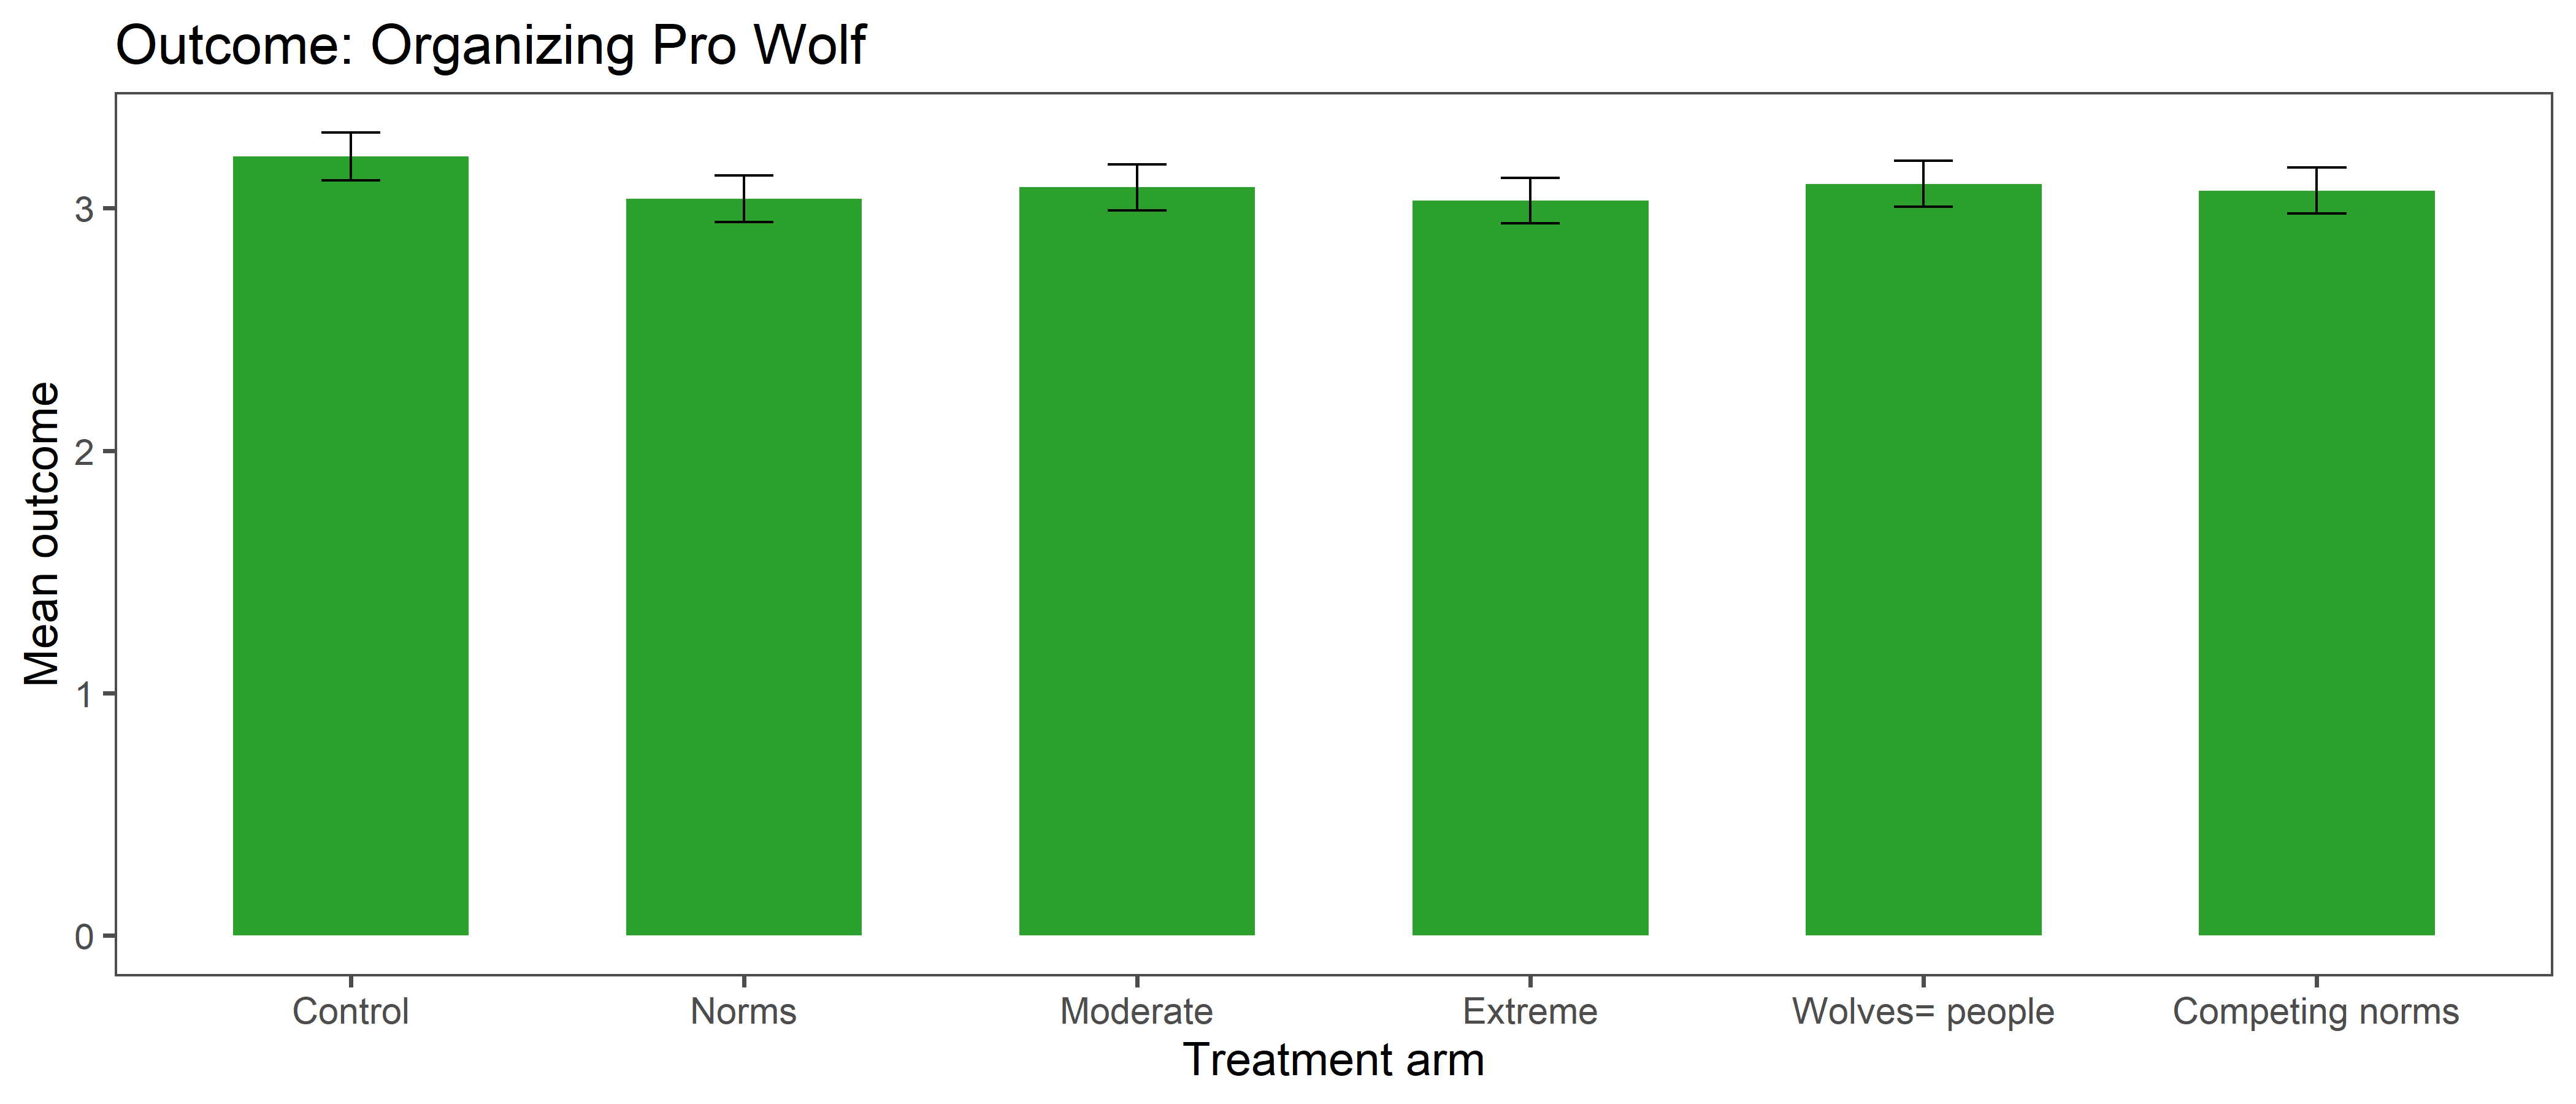 Outcome: Organizing Pro Wolf
Mean outcome
3
2
1
0
Control Norms Moderate Extreme Wolves= people Competing norms
Treatment arm